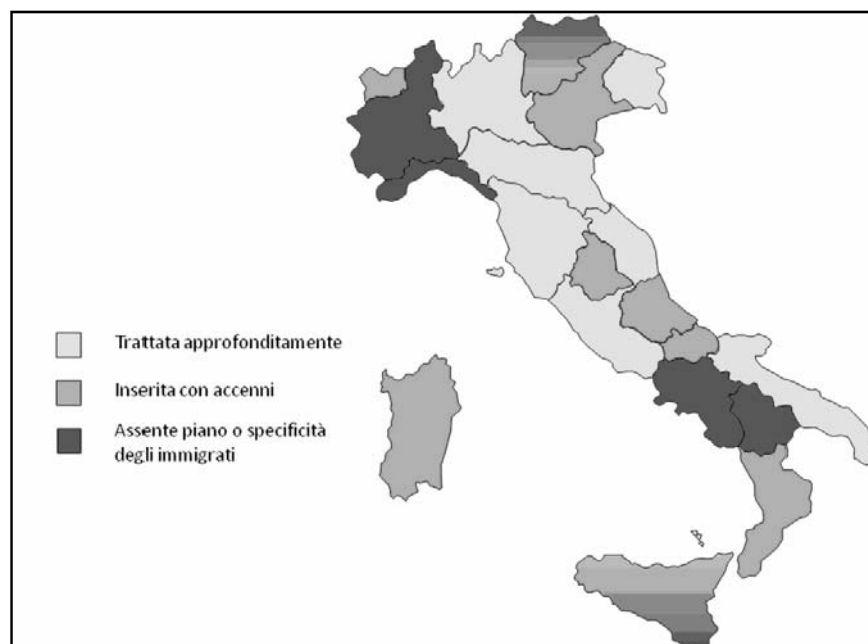 Trattata approfonditamente
Inserita con accenni
Assente piano o specificità
degli immigrati